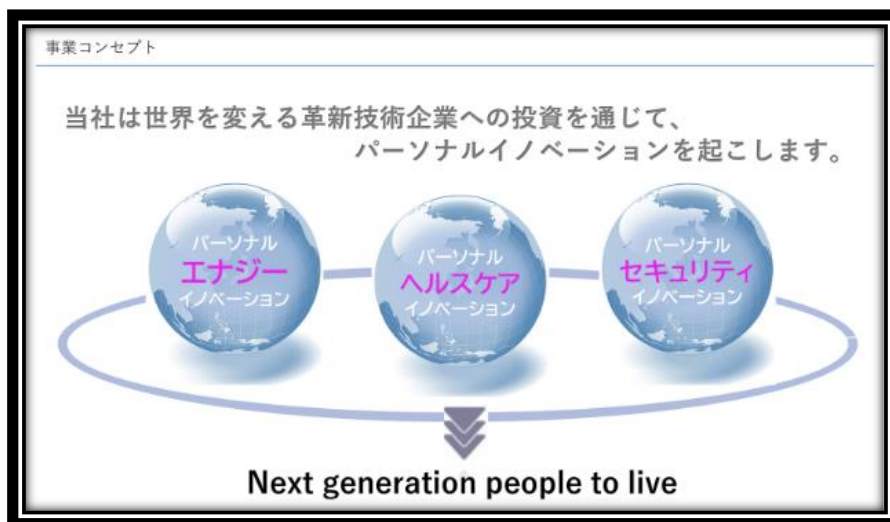 事業コンセプト
当社は世界を変える革新技術企業への投資を通じて、
パーソナルイノベーションを起こします。
パーソナル
エナジー
イノベーション
パーソナル
ヘルスケア
イノベーション
パーソナル
セキュリティ
イノベーション
Next generation people to live